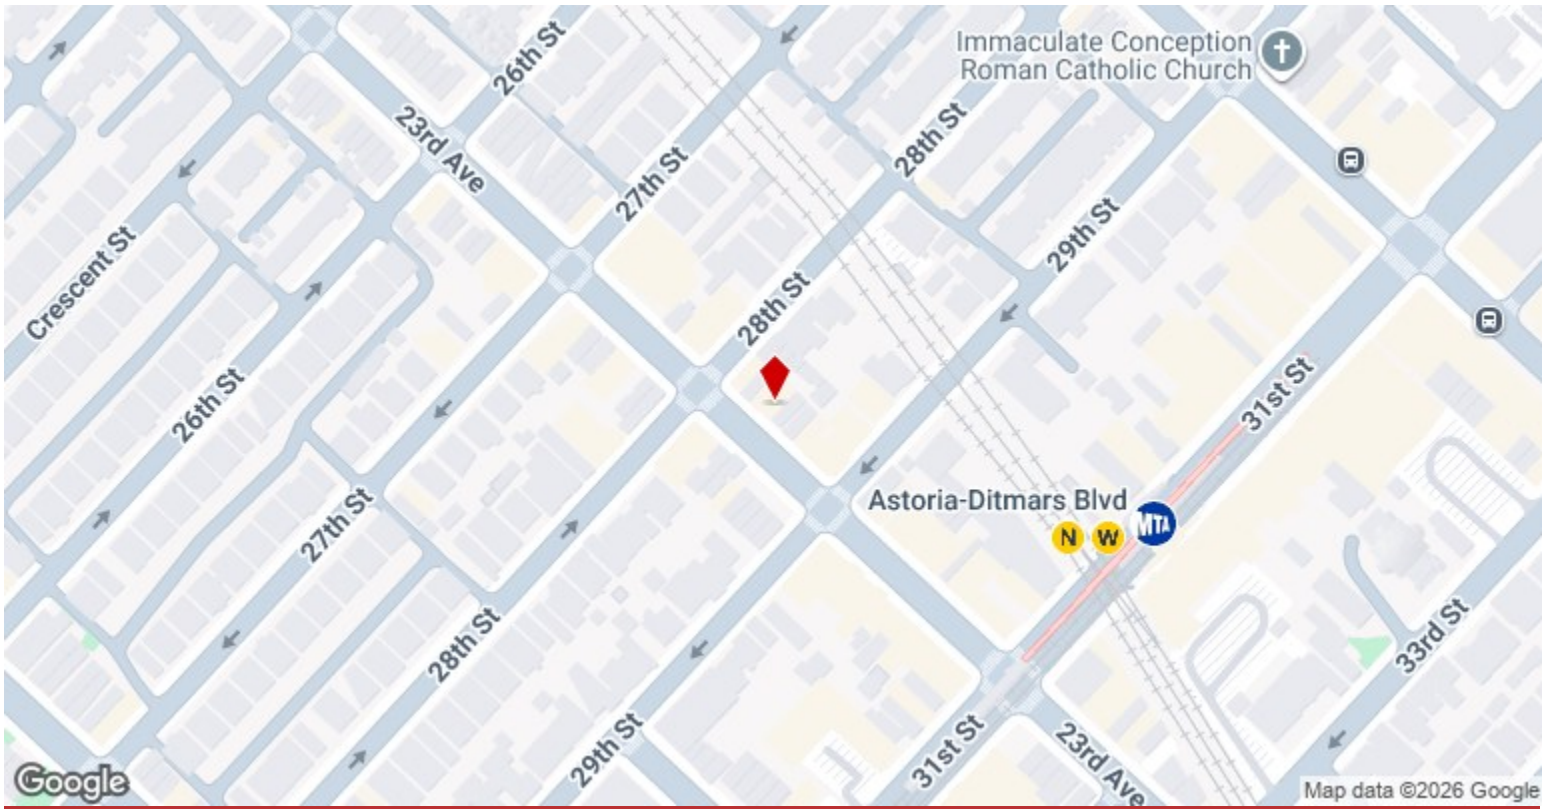 26th St
Immaculate Conception
Roman Catholic Church
23rd Ave
28th St
27th St
29th St
Crescent St
28th St
26th St
31st St
Astoria-Ditmars Blvd
N W MTA
27th St
28th St
33rd St
29th St
31st St
23rd Ave
Google
Map data ©2026 Google